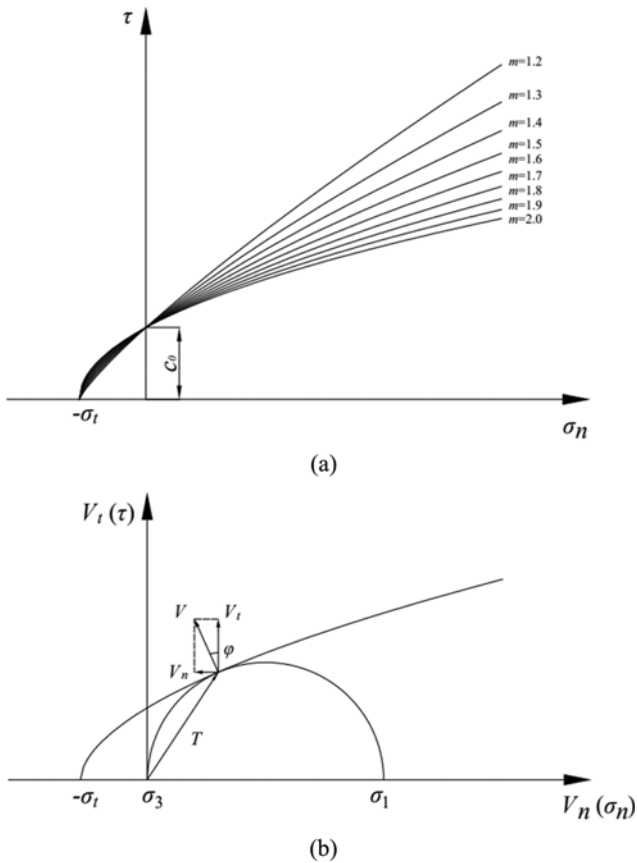 τ
m=1.2
m=1.3
m=1.4
m=1.5
m=1.6
m=1.7
m=1.8
m=1.9
m=2.0
c₀
-σₜ
σₙ
(a)
Vₜ (τ)
V
Vₜ
φ
Vₙ
T
-σₜ
σ₃
σ₁
Vₙ (σₙ)
(b)